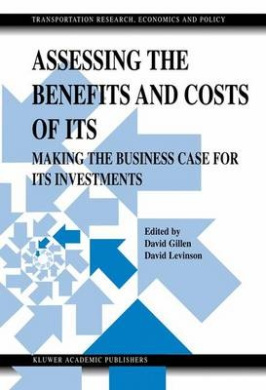 TRANSPORTATION RESEARCH, ECONOMICS AND POLICY
ASSESSING THE
BENEFITS AND COSTS
OF ITS
MAKING THE BUSINESS CASE FOR
ITS INVESTMENTS
Edited by
David Gillen
David Levinson
KLUWER ACADEMIC PUBLISHERS